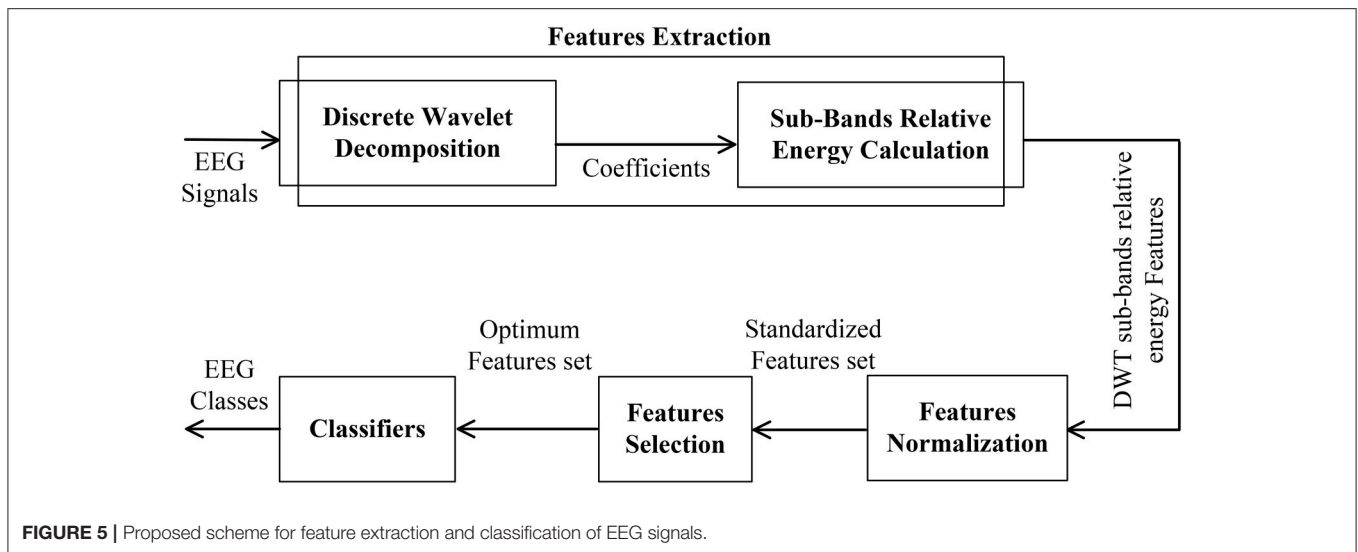 Features Extraction
Discrete Wavelet
Decomposition
Sub-Bands Relative
Energy Calculation
EEG
Signals
Coefficients
DWT sub-bands relative
energy Features
Optimum
Features set
Standardized
Features set
EEG
Classes
Classifiers
Features
Selection
Features
Normalization
FIGURE 5 | Proposed scheme for feature extraction and classification of EEG signals.